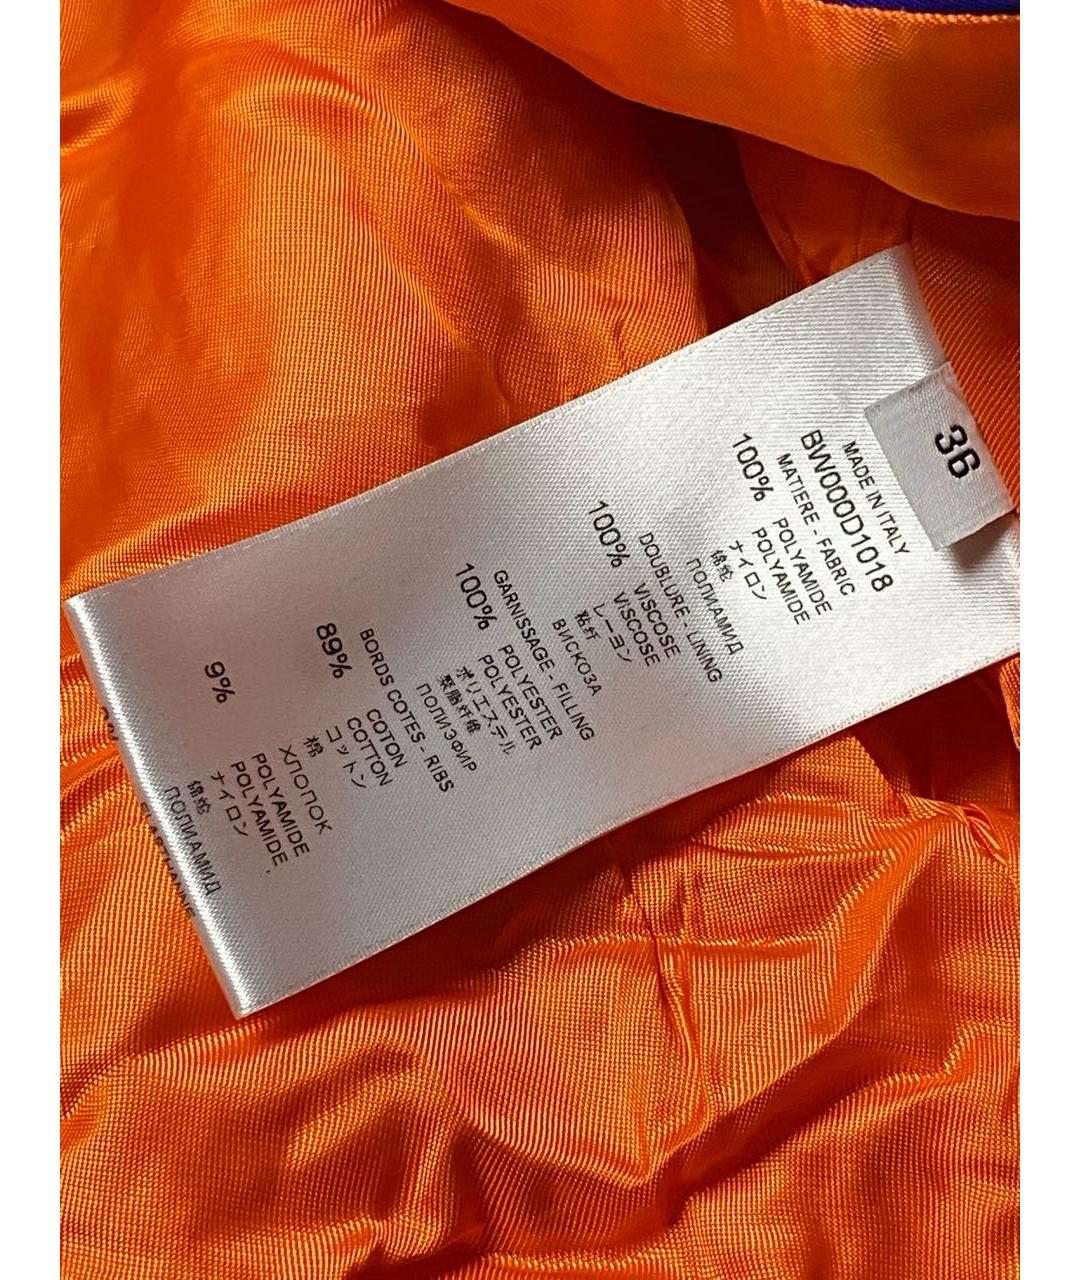 36
MADE IN ITALY
BW000D1018
MATIERE - FABRIC
100% POLYAMIDE
POLYAMIDE
ナイロン
锦纶
ПОЛИАМИД
DOUBLURE - LINING
100% VISCOSE
VISCOSE
レーヨン
粘纤
ВИСКОЗА
GARNISSAGE - FILLING
100% POLYESTER
POLYESTER
ポリエステル
聚脂纤维
ПОЛИЭФИР
BORDS COTES - RIBS
89% COTON
COTTON
コットン
棉
ХЛОПОК
9% POLYAMIDE
POLYAMIDE
ナイロン
锦纶
ПОЛИАМИД